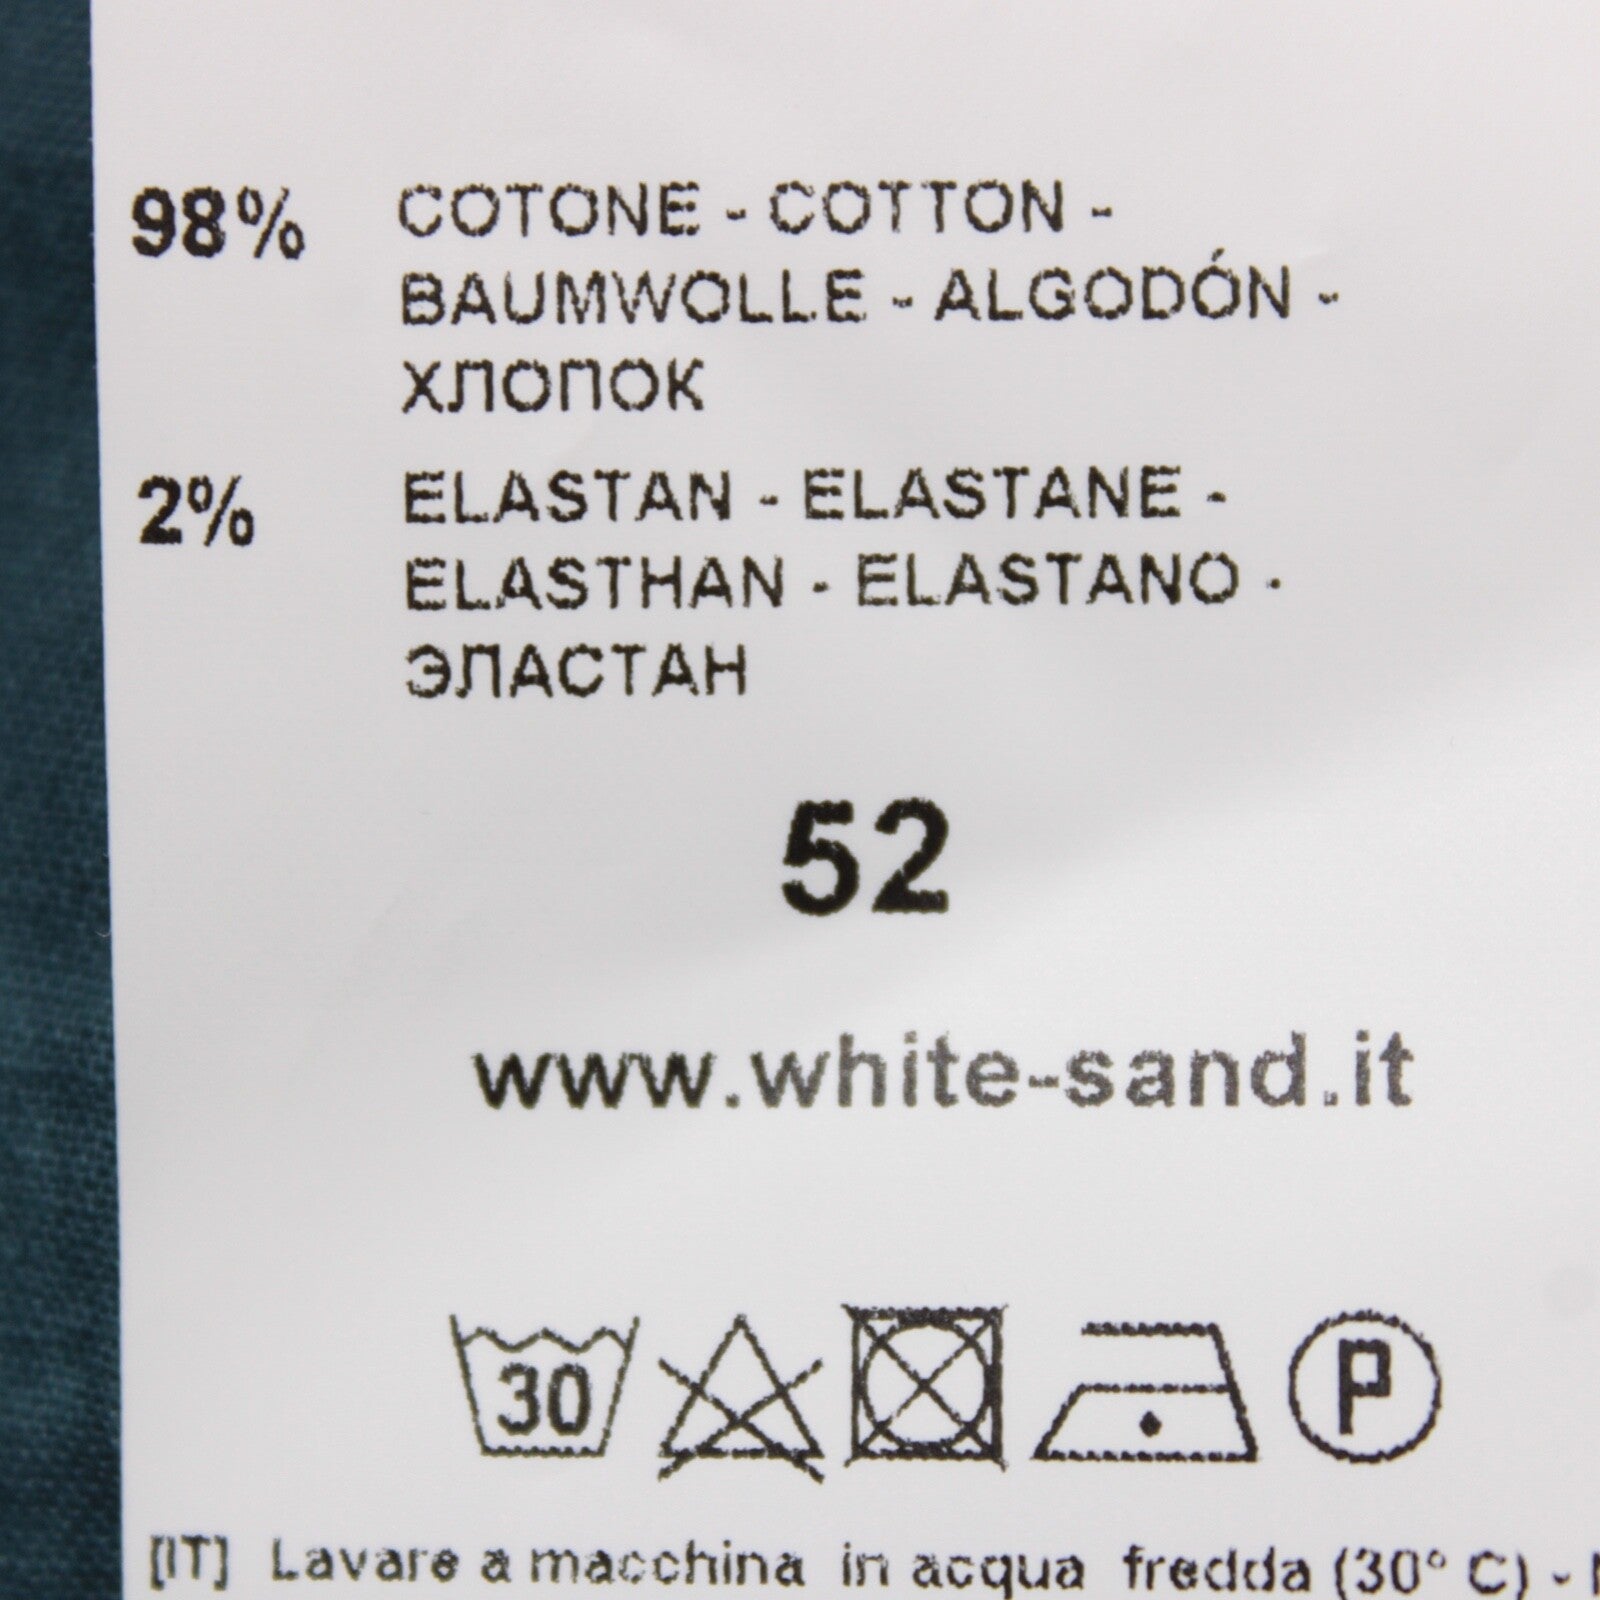 98% COTONE - COTTON -
BAUMWOLLE - ALGODÓN -
ХЛОПОК
2% ELASTAN - ELASTANE -
ELASTHAN - ELASTANO -
ЭЛАСТАН
52
www.white-sand.it
30 P
[IT] Lavare a macchina in acqua fredda (30° C) -